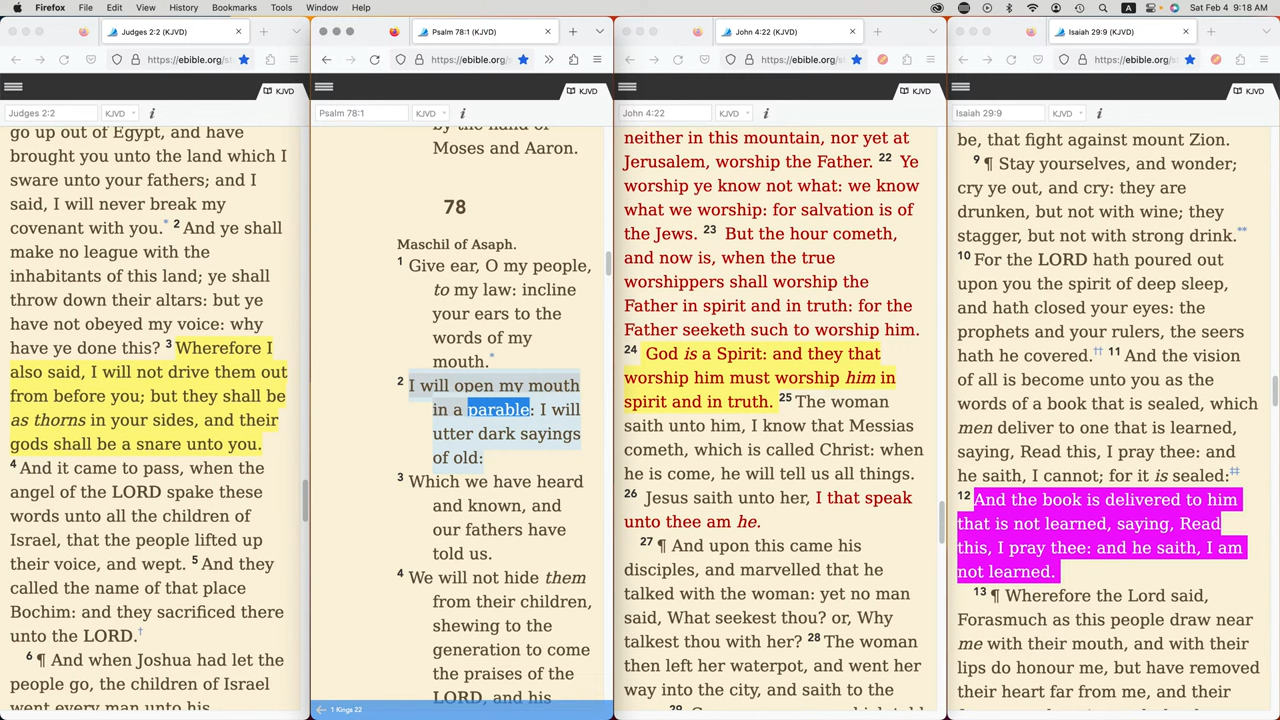 Firefox File Edit View History Bookmarks Tools Window Help Sat Feb 4 9:18 AM
Judges 2:2 (KJVD)
https://ebible.org/
KJVD
Judges 2:2 KJVD i
go up out of Egypt, and have
brought you unto the land which I
sware unto your fathers; and I
said, I will never break my
covenant with you.* 2 And ye shall
make no league with the
inhabitants of this land; ye shall
throw down their altars: but ye
have not obeyed my voice: why
have ye done this? 3 Wherefore I
also said, I will not drive them out
from before you; but they shall be
as thorns in your sides, and their
gods shall be a snare unto you.
4 And it came to pass, when the
angel of the LORD spake these
words unto all the children of
Israel, that the people lifted up
their voice, and wept. 5 And they
called the name of that place
Bochim: and they sacrificed there
unto the LORD.†
6 ¶ And when Joshua had let the
people go, the children of Israel
went every man unto his
Psalm 78:1 (KJVD)
https://ebible.org/
KJVD
Psalm 78:1 KJVD i
by the hand of
Moses and Aaron.
78
Maschil of Asaph.
1 Give ear, O my people,
to my law: incline
your ears to the
words of my
mouth.*
2 I will open my mouth
in a parable: I will
utter dark sayings
of old:
3 Which we have heard
and known, and
our fathers have
told us.
4 We will not hide them
from their children,
shewing to the
generation to come
the praises of the
LORD, and his
← 1 Kings 22
John 4:22 (KJVD)
https://ebible.org/
KJVD
John 4:22 KJVD i
neither in this mountain, nor yet at
Jerusalem, worship the Father. 22 Ye
worship ye know not what: we know
what we worship: for salvation is of
the Jews. 23 But the hour cometh,
and now is, when the true
worshippers shall worship the
Father in spirit and in truth: for the
Father seeketh such to worship him.
24 God is a Spirit: and they that
worship him must worship him in
spirit and in truth. 25 The woman
saith unto him, I know that Messias
cometh, which is called Christ: when
he is come, he will tell us all things.
26 Jesus saith unto her, I that speak
unto thee am he.
27 ¶ And upon this came his
disciples, and marvelled that he
talked with the woman: yet no man
said, What seekest thou? or, Why
talkest thou with her? 28 The woman
then left her waterpot, and went her
way into the city, and saith to the
Isaiah 29:9 (KJVD)
https://ebible.org/
KJVD
Isaiah 29:9 KJVD i
be, that fight against mount Zion.
9 ¶ Stay yourselves, and wonder;
cry ye out, and cry: they are
drunken, but not with wine; they
stagger, but not with strong drink.**
10 For the LORD hath poured out
upon you the spirit of deep sleep,
and hath closed your eyes: the
prophets and your rulers, the seers
hath he covered.†† 11 And the vision
of all is become unto you as the
words of a book that is sealed, which
men deliver to one that is learned,
saying, Read this, I pray thee: and
he saith, I cannot; for it is sealed:‡‡
12 And the book is delivered to him
that is not learned, saying, Read
this, I pray thee: and he saith, I am
not learned.
13 ¶ Wherefore the Lord said,
Forasmuch as this people draw near
me with their mouth, and with their
lips do honour me, but have removed
their heart far from me, and their